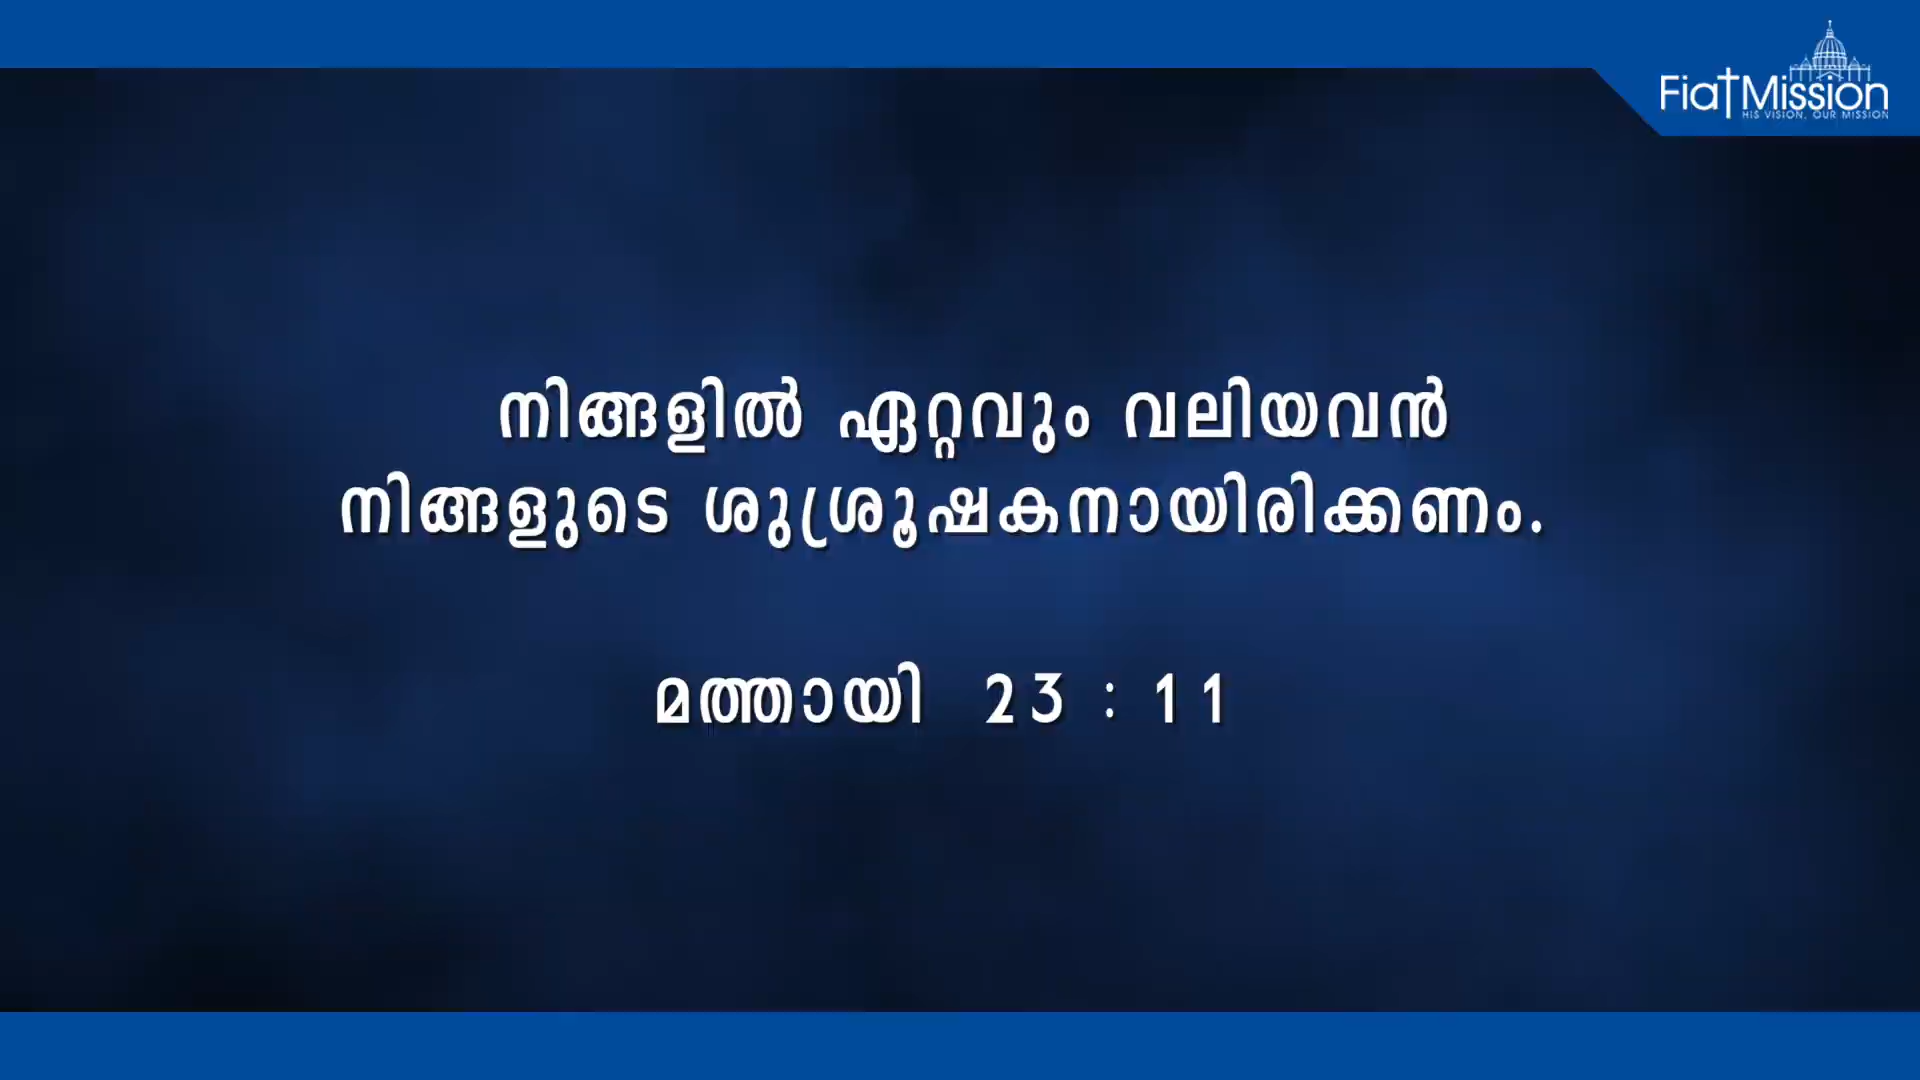 FiatMission
HIS VISION, OUR MISSION
നിങ്ങളിൽ ഏറ്റവും വലിയവൻ
നിങ്ങളുടെ ശുശ്രൂഷകനായിരിക്കണം.
മത്തായി 23 : 11